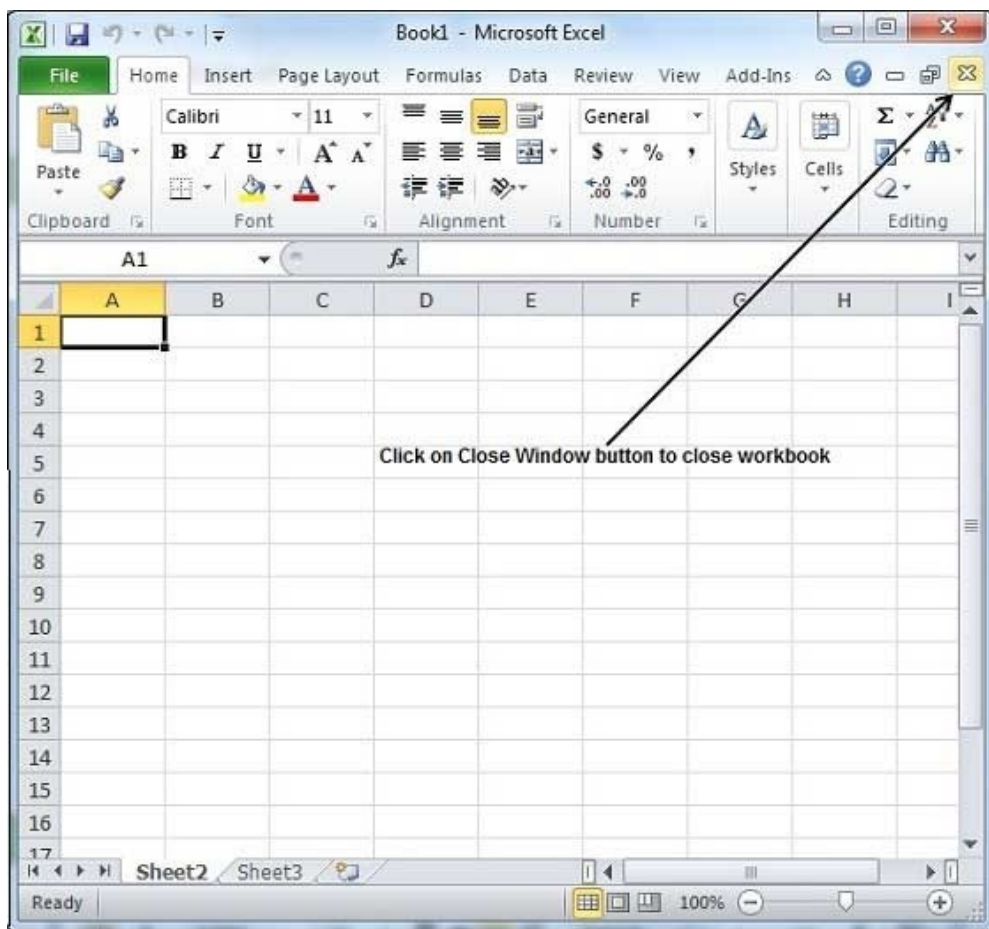 Book1 - Microsoft Excel
File Home Insert Page Layout Formulas Data Review View Add-Ins
Calibri 11 General
B I U A A $ % , Styles Cells Σ
Paste
A .00 .00
Clipboard Font Alignment Number Editing
A1 fx
A B C D E F G H I
1
2
3
4
Click on Close Window button to close workbook
5
6
7
8
9
10
11
12
13
14
15
16
17
Sheet2 Sheet3
Ready 100%